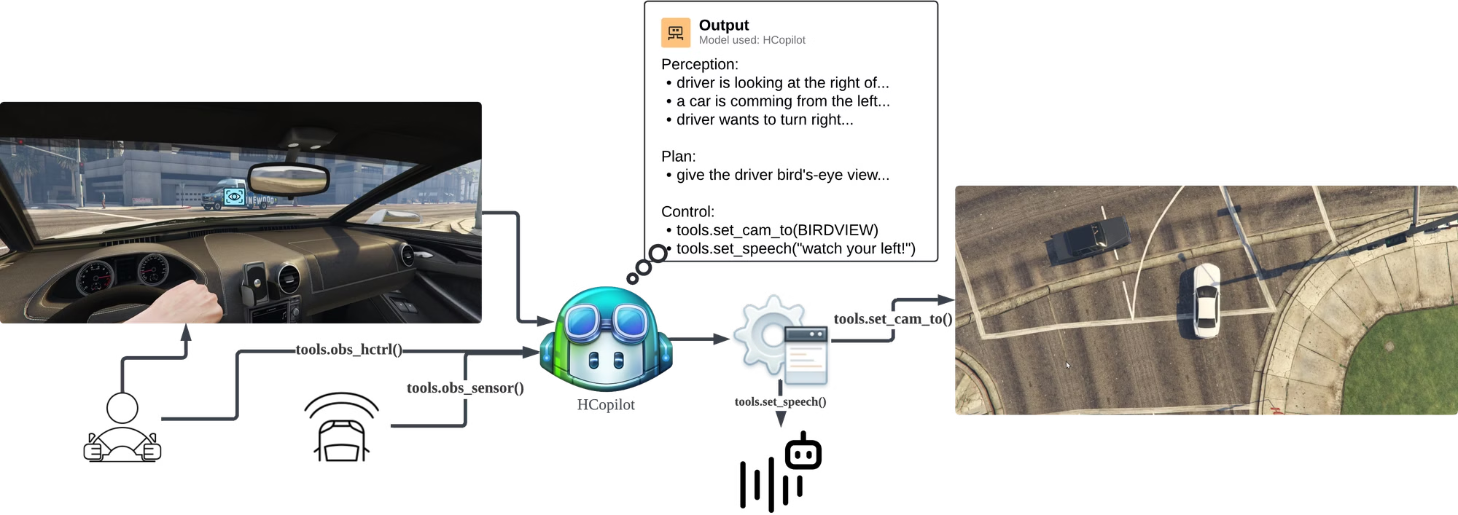 Output
Model used: HCopilot
Perception:
• driver is looking at the right of...
• a car is comming from the left...
• driver wants to turn right...
Plan:
• give the driver bird's-eye view...
Control:
• tools.set_cam_to(BIRDVIEW)
• tools.set_speech("watch your left!")
tools.obs_hctrl()
tools.obs_sensor()
HCopilot
tools.set_cam_to()
tools.set_speech()